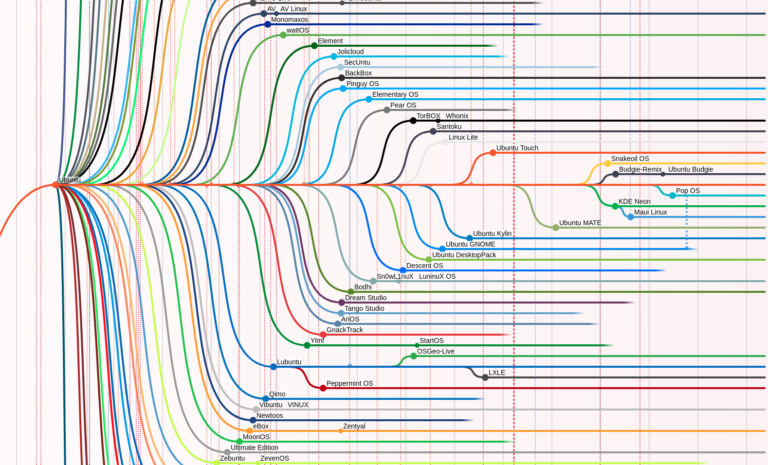 AV_ AV Linux
Monomaxos
wattOS
Element
Jolicloud
SecUntu
BackBox
Pinguy OS
Elementary OS
Pear OS
TorBOX Whonix
Santoku
Linux Lite
Ubuntu Touch
Snakeoil OS
Budgie-Remix Ubuntu Budgie
Ubuntu
Pop OS
KDE Neon
Maui Linux
Ubuntu MATE
Ubuntu Kylin
Ubuntu GNOME
Ubuntu DesktopPack
Descent OS
Sn0wL1nuX LuninuX OS
Bodhi
Dream Studio
Tango Studio
AriOS
GnackTrack
Ylmf StartOS
OSGeo-Live
Lubuntu
LXLE
Peppermint OS
Qimo
Vibuntu VINUX
Newtoos
eBox Zentyal
MoonOS
Ultimate Edition
Zebuntu ZevenOS